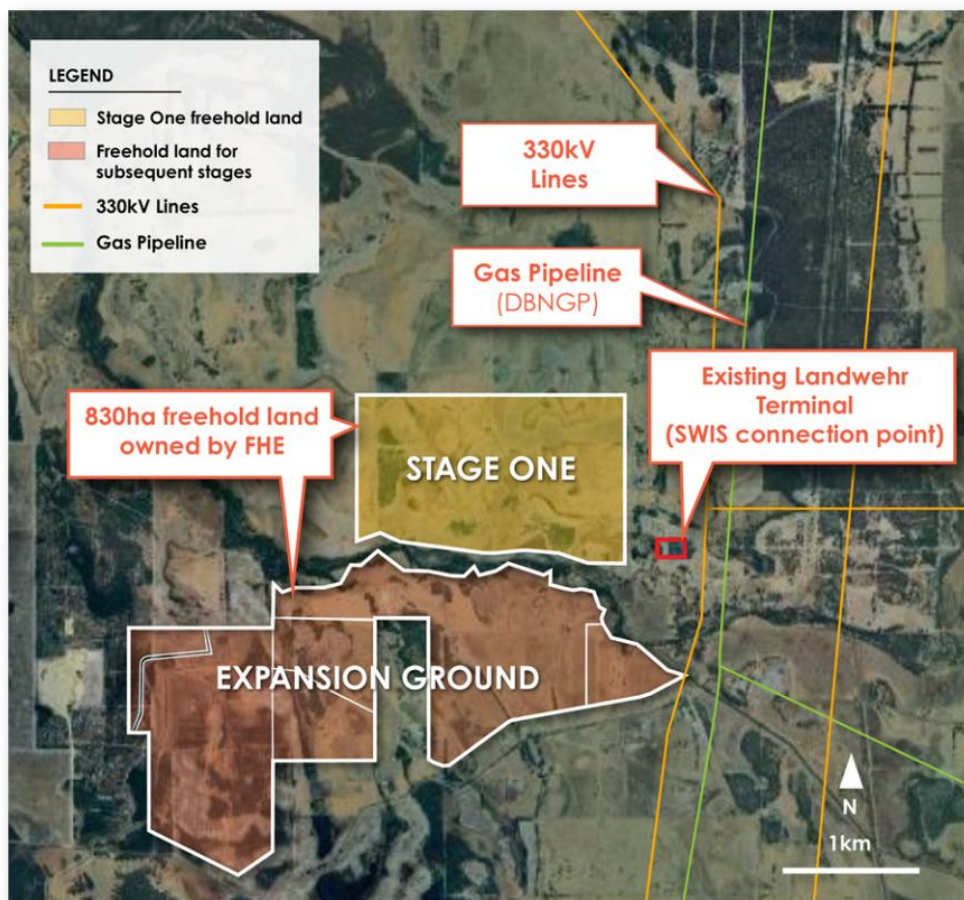 LEGEND
Stage One freehold land
Freehold land for
subsequent stages
330kV Lines
Gas Pipeline
330kV
Lines
Gas Pipeline
(DBNGP)
Existing Landwehr
Terminal
(SWIS connection point)
830ha freehold land
owned by FHE
STAGE ONE
EXPANSION GROUND
N
1km